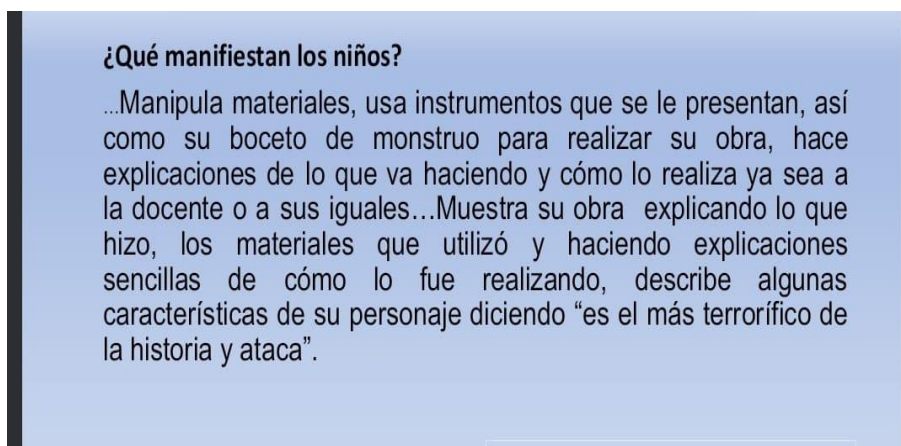 ¿Qué manifiestan los niños?
...Manipula materiales, usa instrumentos que se le presentan, así
como su boceto de monstruo para realizar su obra, hace
explicaciones de lo que va haciendo y cómo lo realiza ya sea a
la docente o a sus iguales...Muestra su obra explicando lo que
hizo, los materiales que utilizó y haciendo explicaciones
sencillas de cómo lo fue realizando, describe algunas
características de su personaje diciendo “es el más terrorífico de
la historia y ataca”.